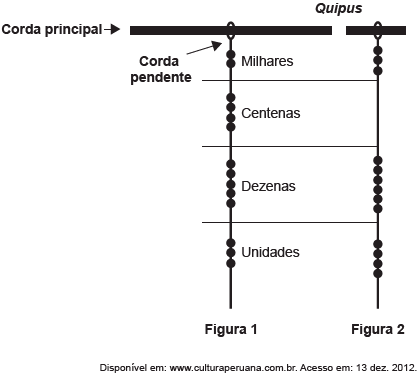 Quipus
Corda principal
Corda
pendente
Milhares
Centenas
Dezenas
Unidades
Figura 1
Figura 2
Disponível em: www.culturaperuana.com.br. Acesso em: 13 dez. 2012.